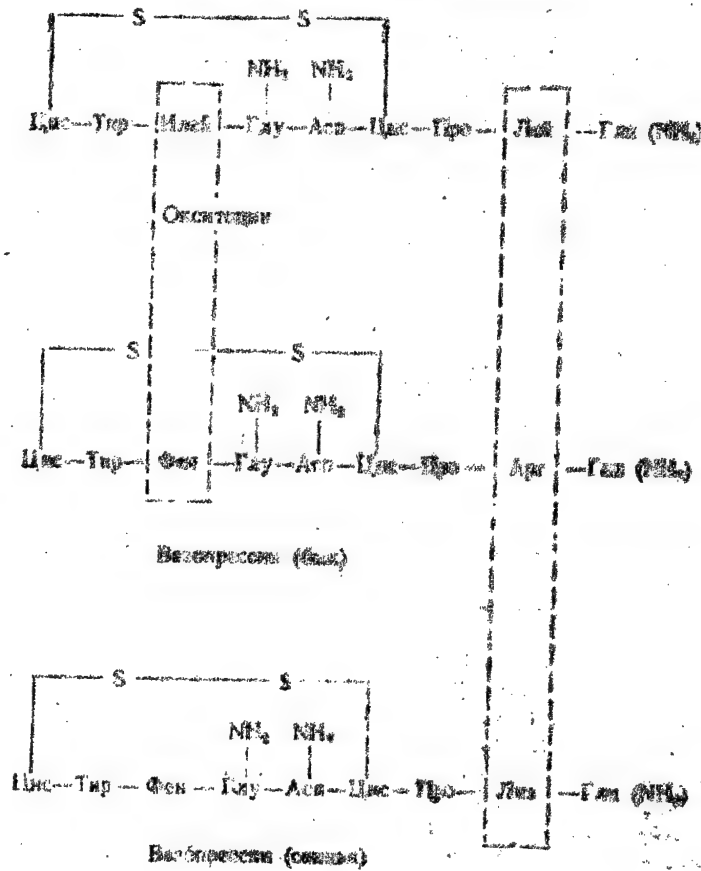 S S
NH₂ NH₂
Цис—Тир—Илей—Глу—Асп—Цис—Про—Лей—Гли (NH₂)
Окситоцин
S S
NH₂ NH₂
Цис—Тир—Фен—Глу—Асп—Цис—Про—Арг—Гли (NH₂)
Вазопрессин (бык)
S S
NH₂ NH₂
Цис—Тир—Фен—Глу—Асп—Цис—Про—Лиз—Гли (NH₂)
Вазопрессин (свинья)